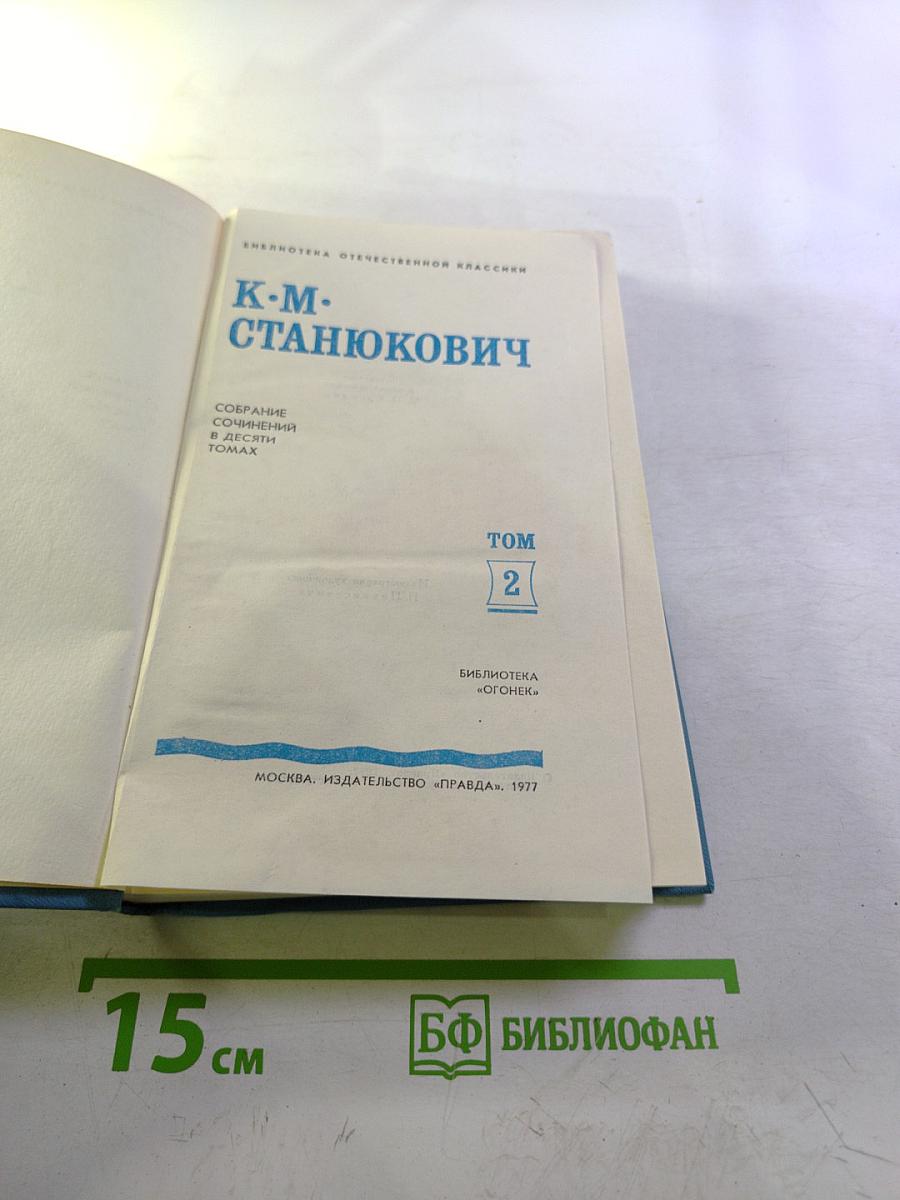 БИБЛИОТЕКА ОТЕЧЕСТВЕННОЙ КЛАССИКИ
К·М·
СТАНЮКОВИЧ
СОБРАНИЕ
СОЧИНЕНИЙ
В ДЕСЯТИ
ТОМАХ
ТОМ
2
БИБЛИОТЕКА
«ОГОНЕК»
МОСКВА. ИЗДАТЕЛЬСТВО «ПРАВДА». 1977
15 см
БФ БИБЛИОФАН